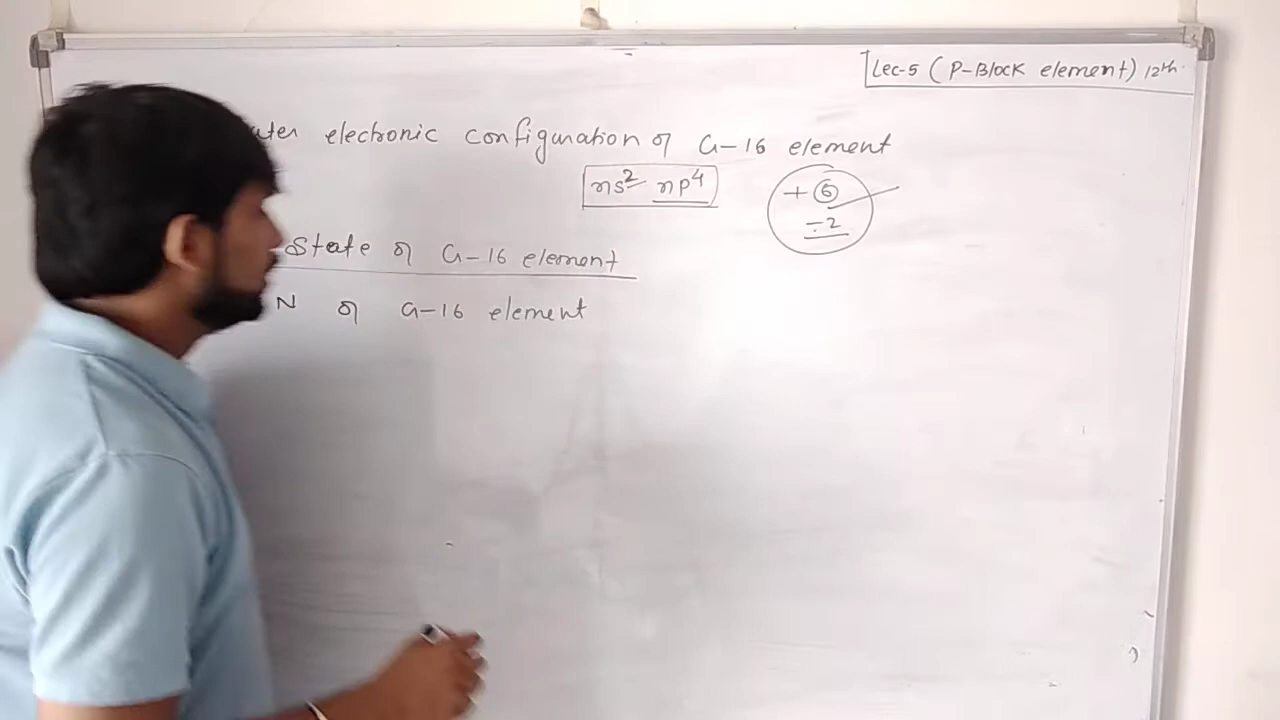 Lec-5 (P-Block element) 12th
electronic configuration of G-16 element
ns² np⁴
+6
-2
State of G-16 element
N of G-16 element